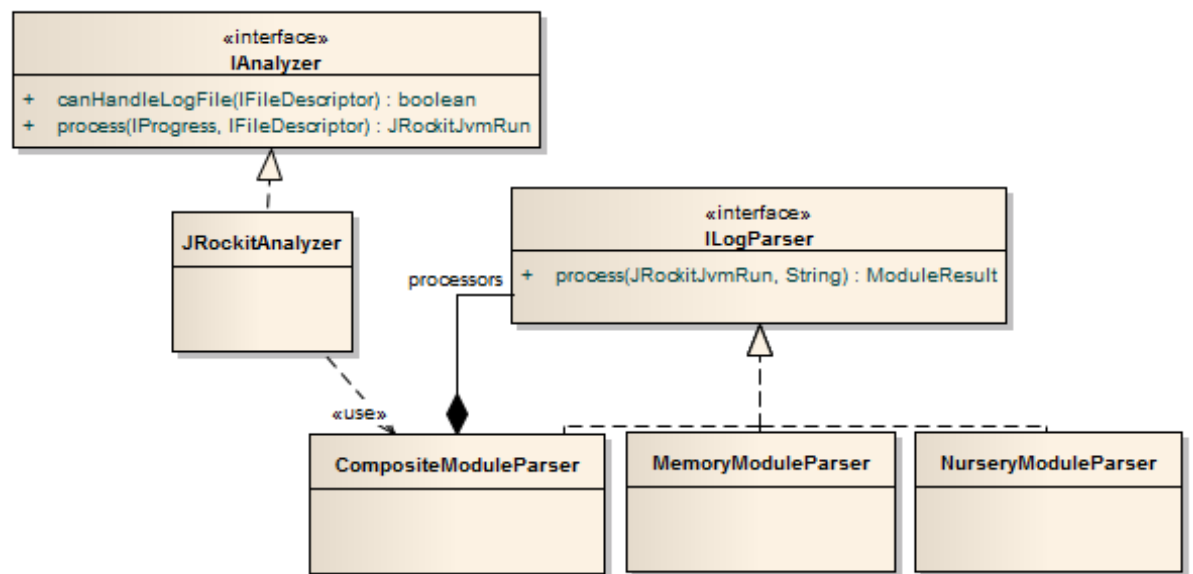 «interface»
IAnalyzer
+ canHandleLogFile(IFileDescriptor) : boolean
+ process(IProgress, IFileDescriptor) : JRockitJvmRun
JRockitAnalyzer
«interface»
ILogParser
processors
+ process(JRockitJvmRun, String) : ModuleResult
«use»
CompositeModuleParser
MemoryModuleParser
NurseryModuleParser